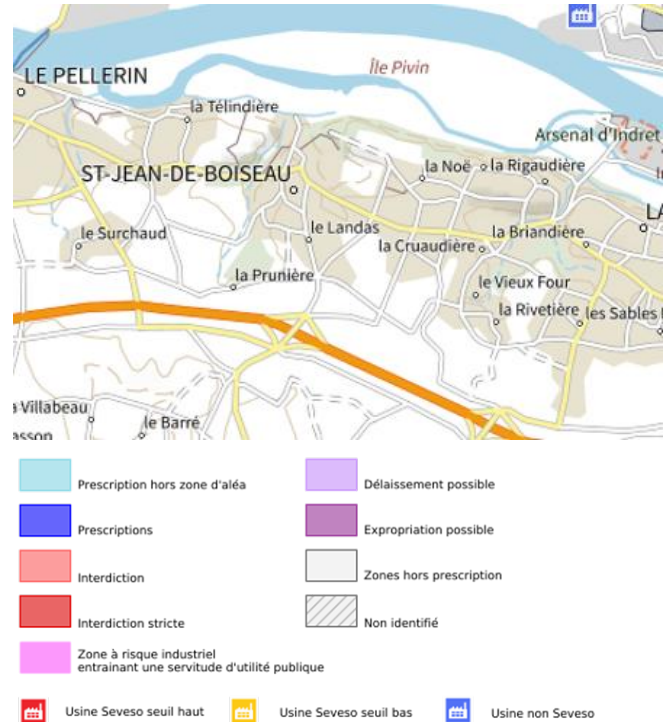 Île Pivin
LE PELLERIN
la Télindière
Arsenal d'Indret
la Noë
la Rigaudière
ST-JEAN-DE-BOISEAU
le Landas
le Surchaud
la Cruaudière
la Briandière
la Prunière
le Vieux Four
la Rivetière
les Sables
a Villabeau
le Barré
asson
Prescription hors zone d'aléa
Délaissement possible
Prescriptions
Expropriation possible
Interdiction
Zones hors prescription
Interdiction stricte
Non identifié
Zone à risque industriel
entrainant une servitude d'utilité publique
Usine Seveso seuil haut
Usine Seveso seuil bas
Usine non Seveso